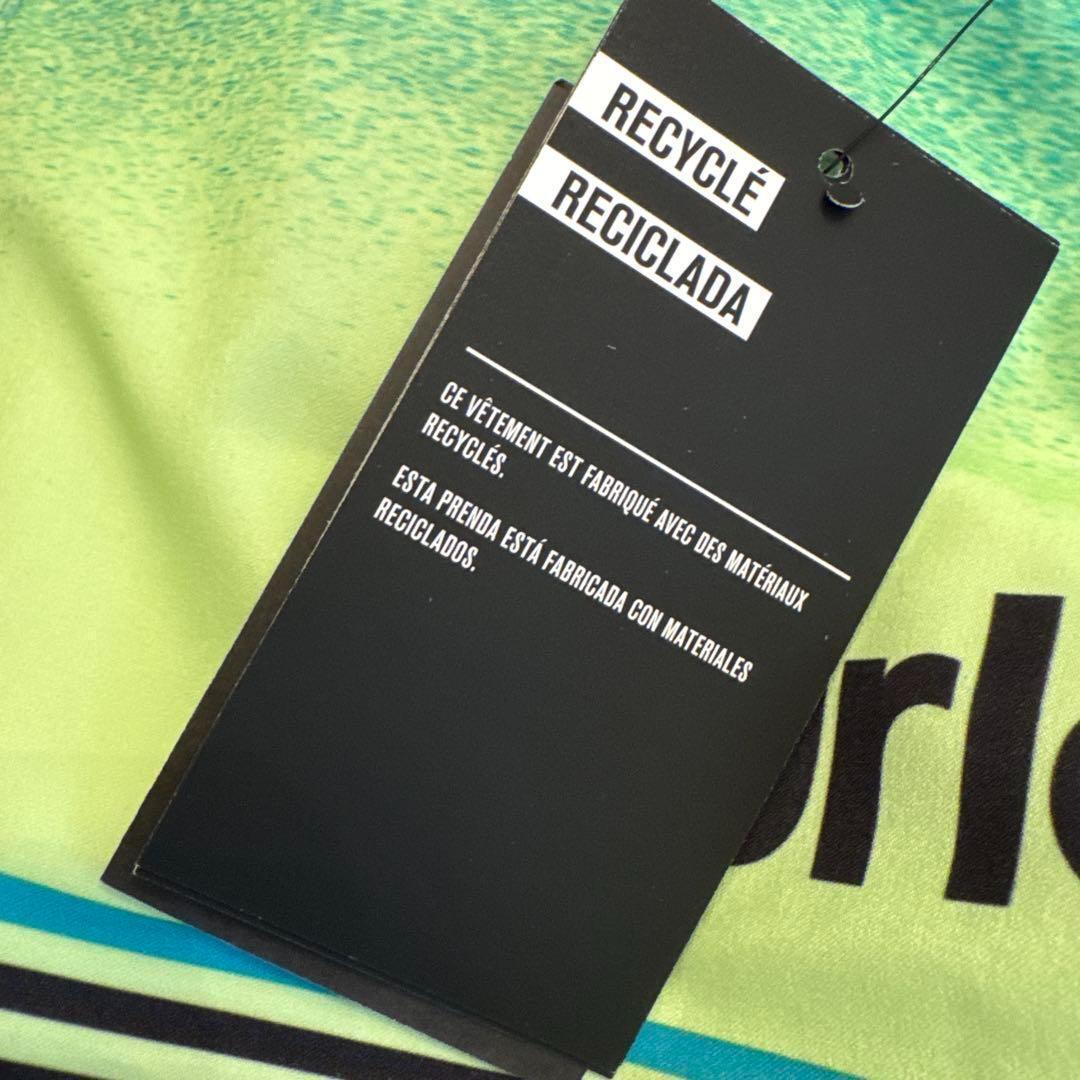 RECYCLÉ
RECICLADA
CE VÊTEMENT EST FABRIQUÉ AVEC DES MATÉRIAUX
RECYCLÉS.
ESTA PRENDA ESTÁ FABRICADA CON MATERIALES
RECICLADOS.